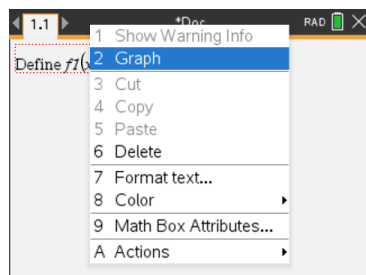 1.1 *Doc RAD
1 Show Warning Info
Define f1(
2 Graph
3 Cut
4 Copy
5 Paste
6 Delete
7 Format text...
8 Color
9 Math Box Attributes...
A Actions